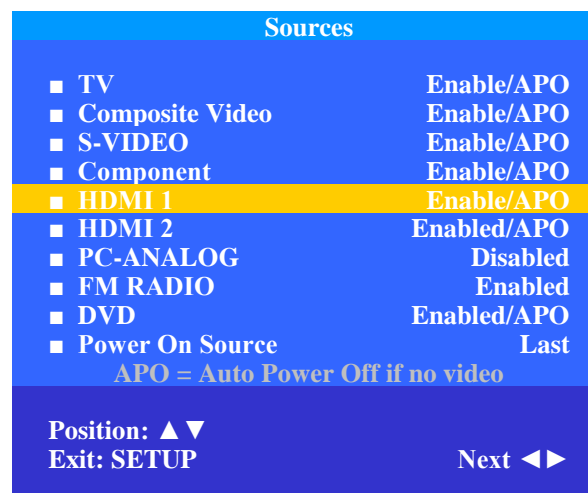 Sources
■ TV Enable/APO
■ Composite Video Enable/APO
■ S-VIDEO Enable/APO
■ Component Enable/APO
■ HDMI 1 Enable/APO
■ HDMI 2 Enabled/APO
■ PC-ANALOG Disabled
■ FM RADIO Enabled
■ DVD Enabled/APO
■ Power On Source Last
APO = Auto Power Off if no video
Position: ▲▼
Exit: SETUP Next ◄►